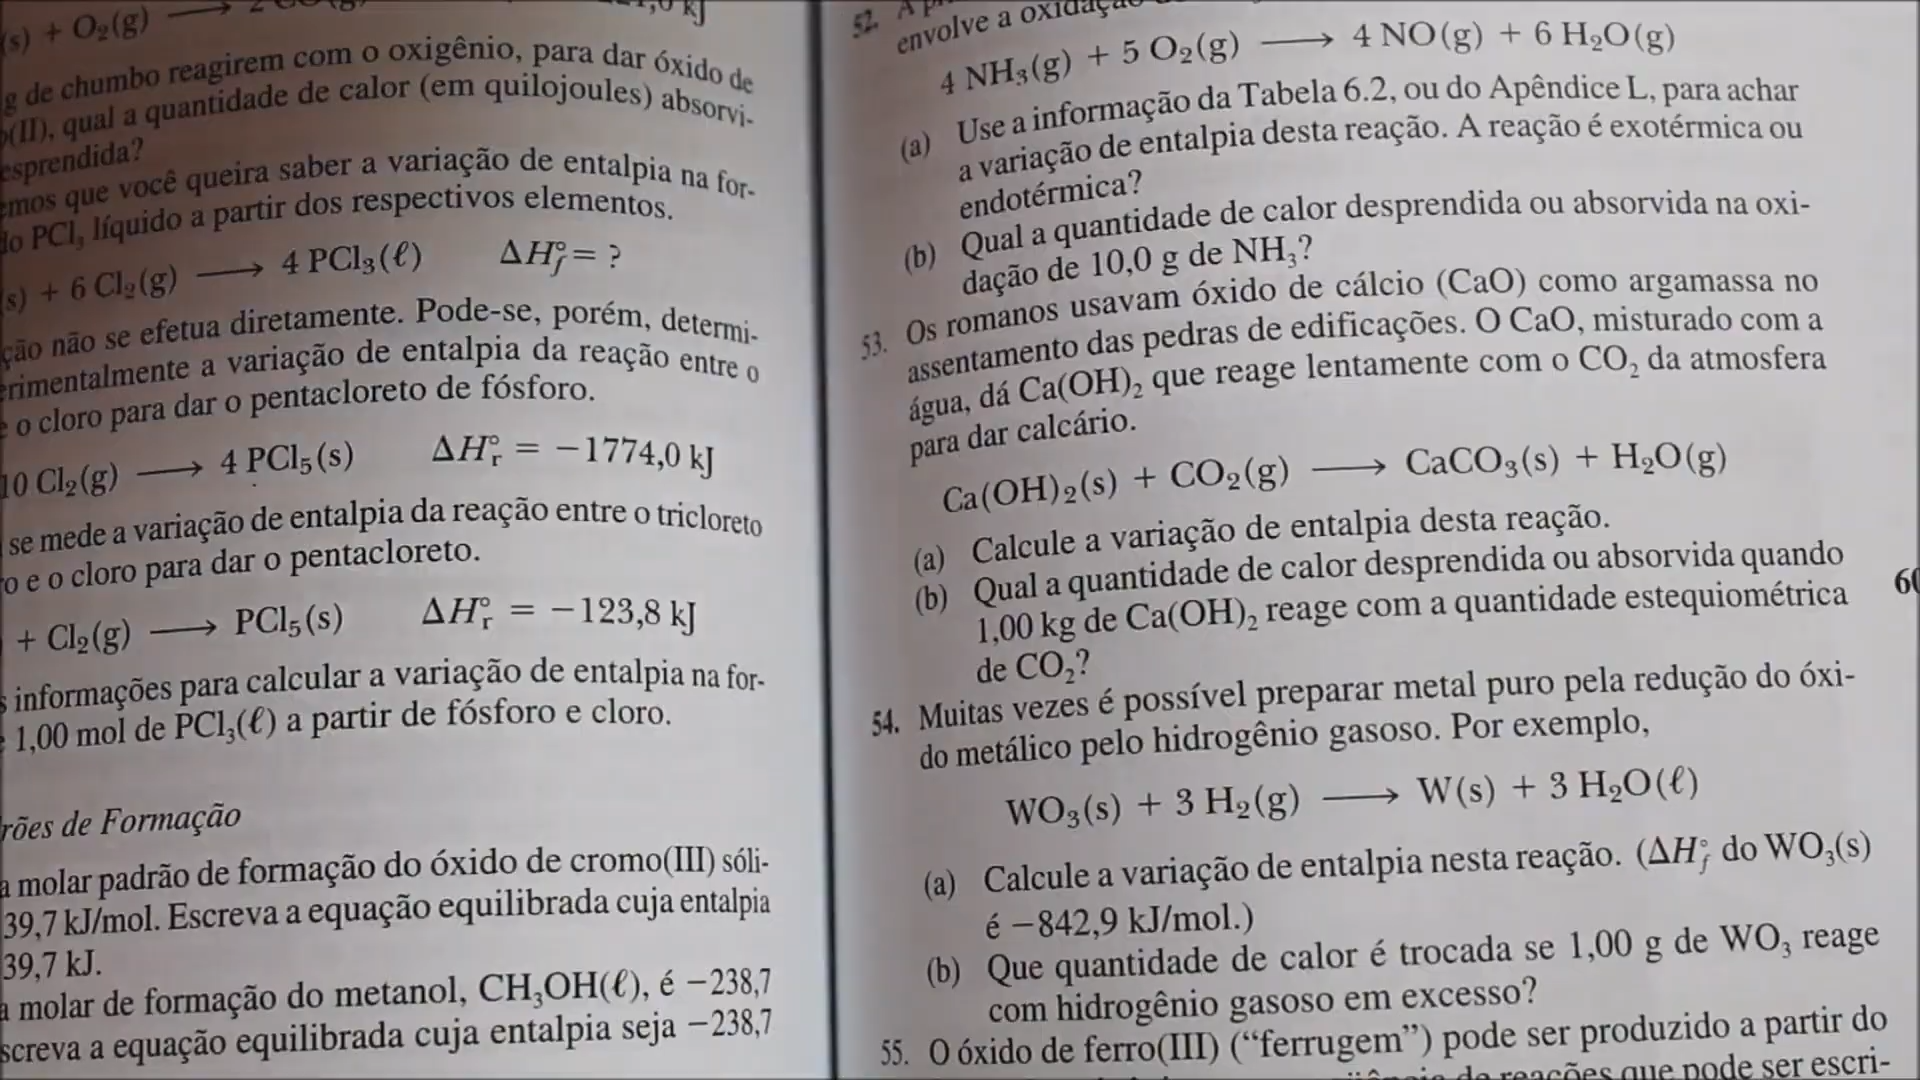 (s) + O₂(g) ⟶ 2
g de chumbo reagirem com o oxigênio, para dar óxido de
(II), qual a quantidade de calor (em quilojoules) absorvi-
esprendida?
emos que você queira saber a variação de entalpia na for-
do PCl₃ líquido a partir dos respectivos elementos.
s) + 6 Cl₂(g) ⟶ 4 PCl₃(ℓ) ΔH°f = ?
ção não se efetua diretamente. Pode-se, porém, determi-
erimentalmente a variação de entalpia da reação entre o
e o cloro para dar o pentacloreto de fósforo.
10 Cl₂(g) ⟶ 4 PCl₅(s) ΔH°r = −1774,0 kJ
se mede a variação de entalpia da reação entre o tricloreto
o e o cloro para dar o pentacloreto.
+ Cl₂(g) ⟶ PCl₅(s) ΔH°r = −123,8 kJ
s informações para calcular a variação de entalpia na for-
e 1,00 mol de PCl₃(ℓ) a partir de fósforo e cloro.
rões de Formação
a molar padrão de formação do óxido de cromo(III) sóli-
39,7 kJ/mol. Escreva a equação equilibrada cuja entalpia
39,7 kJ.
a molar de formação do metanol, CH₃OH(ℓ), é −238,7
screva a equação equilibrada cuja entalpia seja −238,7
52.
envolve a oxidação
4 NH₃(g) + 5 O₂(g) ⟶ 4 NO(g) + 6 H₂O(g)
(a) Use a informação da Tabela 6.2, ou do Apêndice L, para achar
a variação de entalpia desta reação. A reação é exotérmica ou
endotérmica?
(b) Qual a quantidade de calor desprendida ou absorvida na oxi-
dação de 10,0 g de NH₃?
53. Os romanos usavam óxido de cálcio (CaO) como argamassa no
assentamento das pedras de edificações. O CaO, misturado com a
água, dá Ca(OH)₂ que reage lentamente com o CO₂ da atmosfera
para dar calcário.
Ca(OH)₂(s) + CO₂(g) ⟶ CaCO₃(s) + H₂O(g)
(a) Calcule a variação de entalpia desta reação.
(b) Qual a quantidade de calor desprendida ou absorvida quando
1,00 kg de Ca(OH)₂ reage com a quantidade estequiométrica
de CO₂?
54. Muitas vezes é possível preparar metal puro pela redução do óxi-
do metálico pelo hidrogênio gasoso. Por exemplo,
WO₃(s) + 3 H₂(g) ⟶ W(s) + 3 H₂O(ℓ)
(a) Calcule a variação de entalpia nesta reação. (ΔH°f do WO₃(s)
é −842,9 kJ/mol.)
(b) Que quantidade de calor é trocada se 1,00 g de WO₃ reage
com hidrogênio gasoso em excesso?
55. O óxido de ferro(III) (“ferrugem”) pode ser produzido a partir do
de reações que pode ser escri-